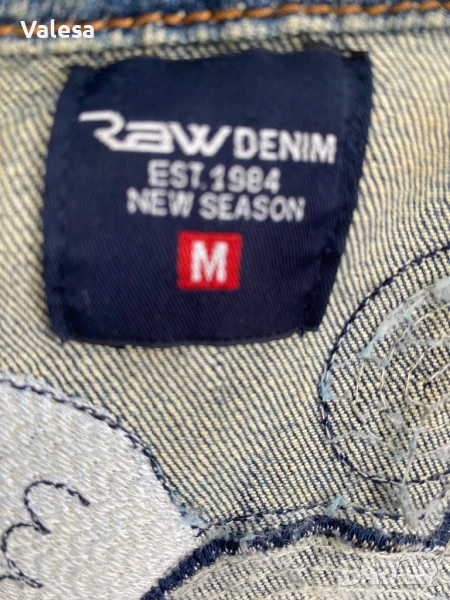 Valesa
Raw DENIM
EST. 1984
NEW SEASON
M